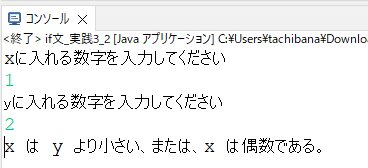 コンソール ×
<終了> if文_実践3_2 [Java アプリケーション] C:¥Users¥tachibana¥Downlo
xに入れる数字を入力してください
1
yに入れる数字を入力してください
2
x は y より小さい、または、x は偶数である。